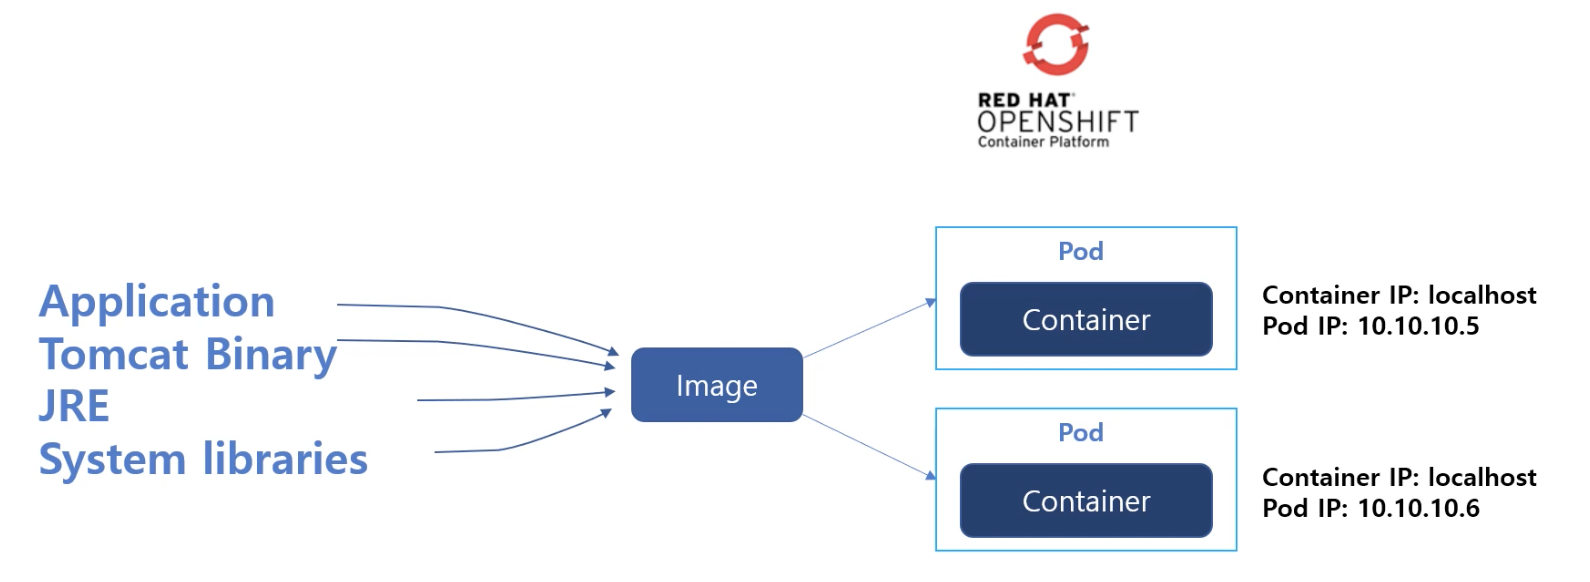 RED HAT
OPENSHIFT
Container Platform
Application
Tomcat Binary
JRE
System libraries
Image
Pod
Container
Container IP: localhost
Pod IP: 10.10.10.5
Pod
Container
Container IP: localhost
Pod IP: 10.10.10.6